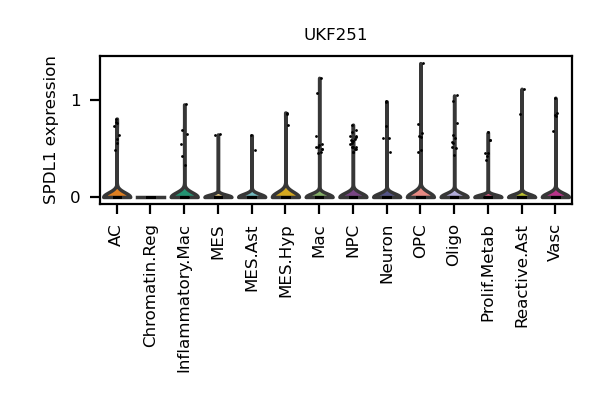 UKF251
SPDL1 expression
1
0
AC
Chromatin.Reg
Inflammatory.Mac
MES
MES.Ast
MES.Hyp
Mac
NPC
Neuron
OPC
Oligo
Prolif.Metab
Reactive.Ast
Vasc